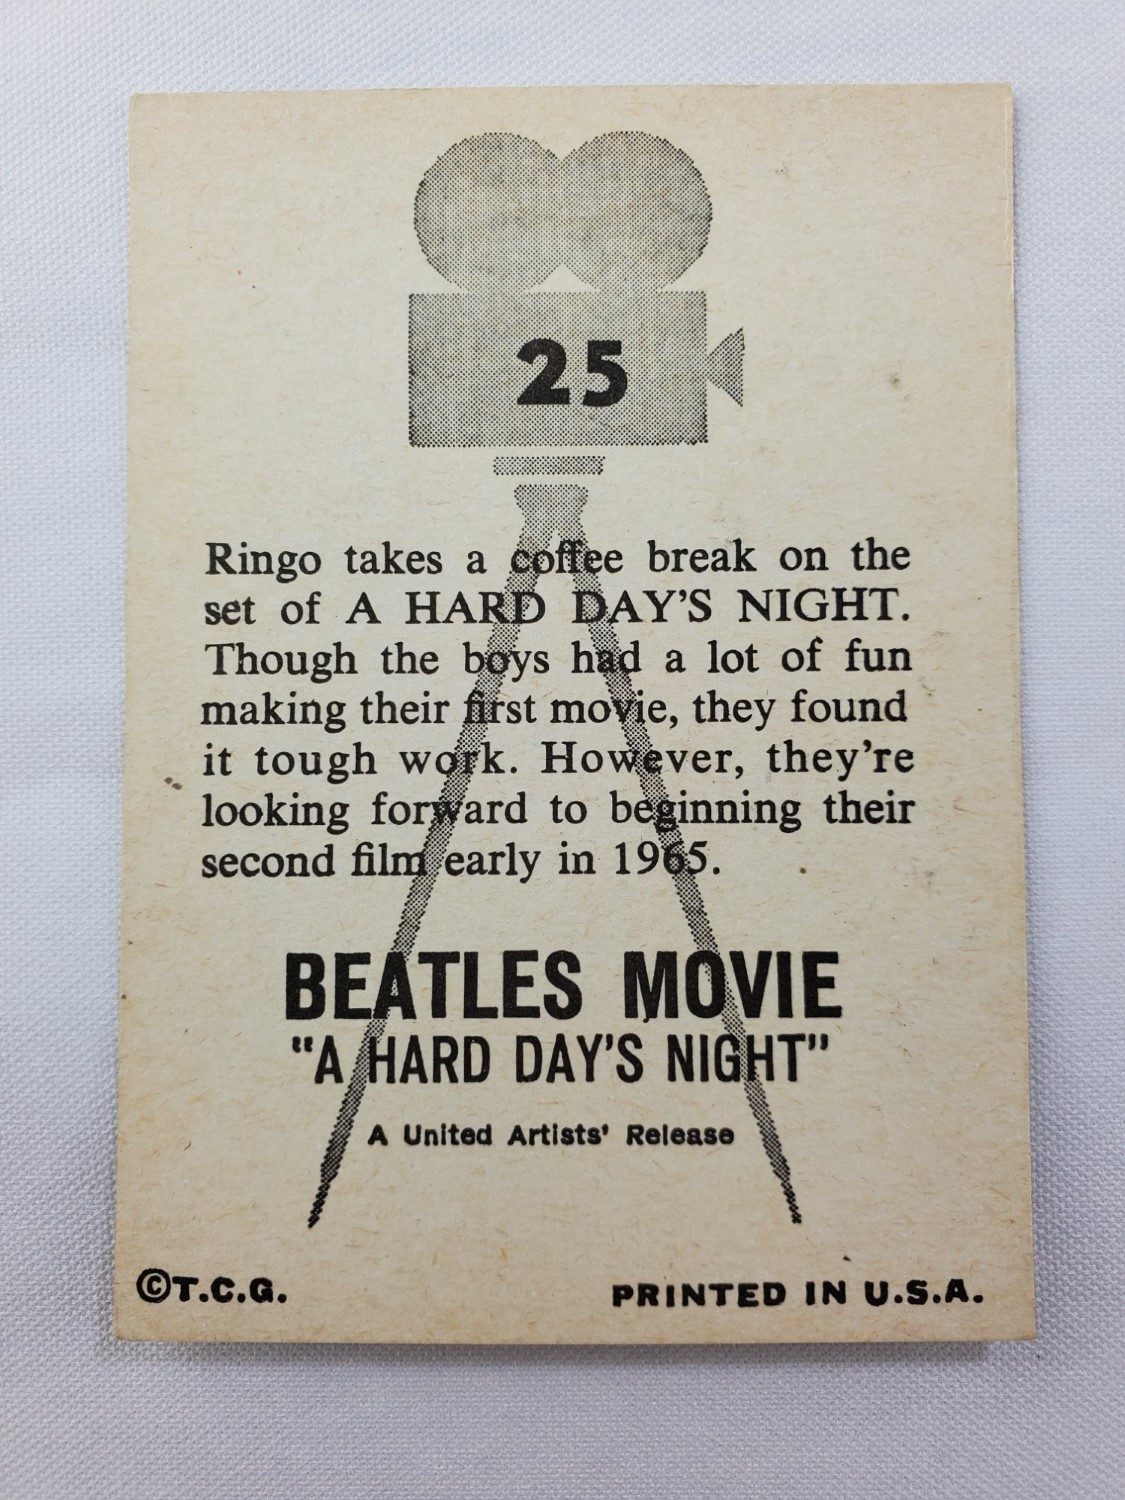 25
Ringo takes a coffee break on the
set of A HARD DAY'S NIGHT.
Though the boys had a lot of fun
making their first movie, they found
it tough work. However, they're
looking forward to beginning their
second film early in 1965.
BEATLES MOVIE
"A HARD DAY'S NIGHT"
A United Artists' Release
©T.C.G.
PRINTED IN U.S.A.